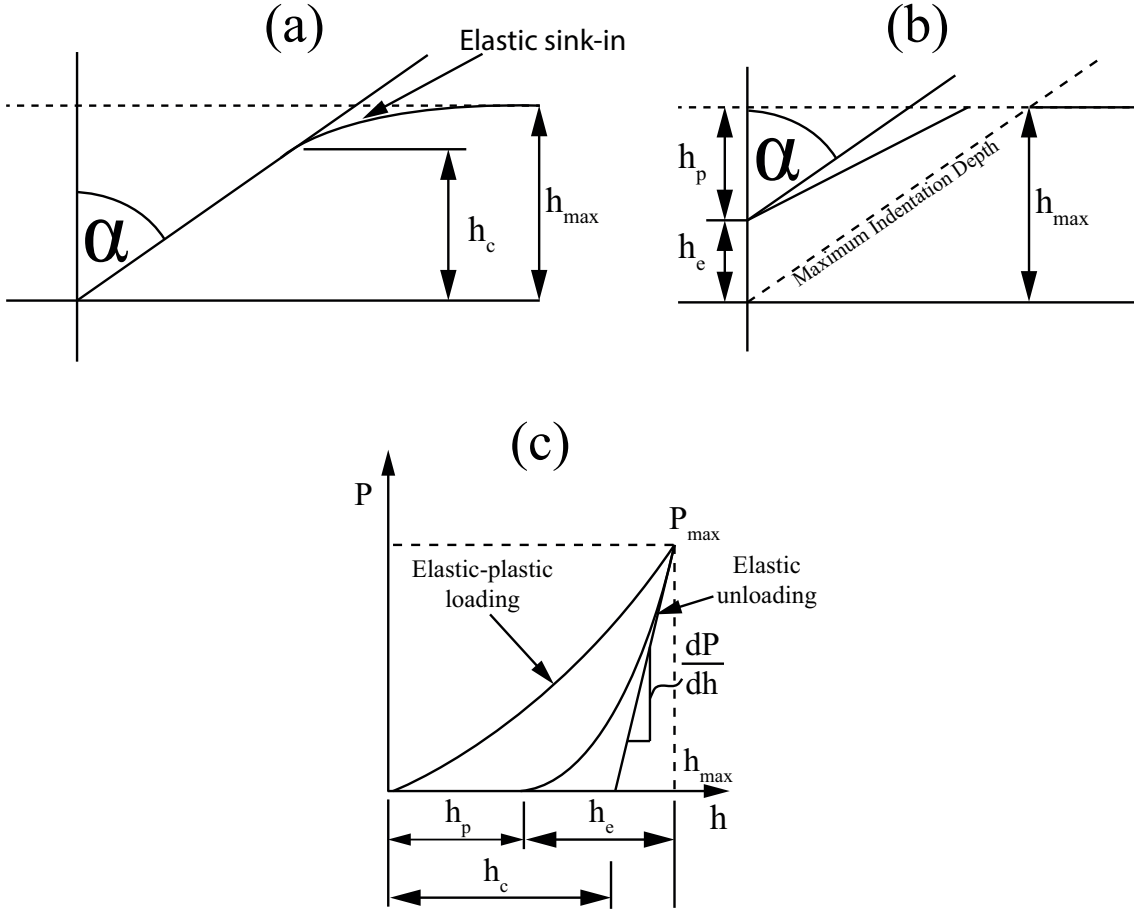 (a)
Elastic sink-in
α
h_c
h_max
(b)
h_p
α
h_e
Maximum Indentation Depth
h_max
(c)
P
P_max
Elastic-plastic
loading
Elastic
unloading
dP
dh
h_max
h_p
h_e
h
h_c